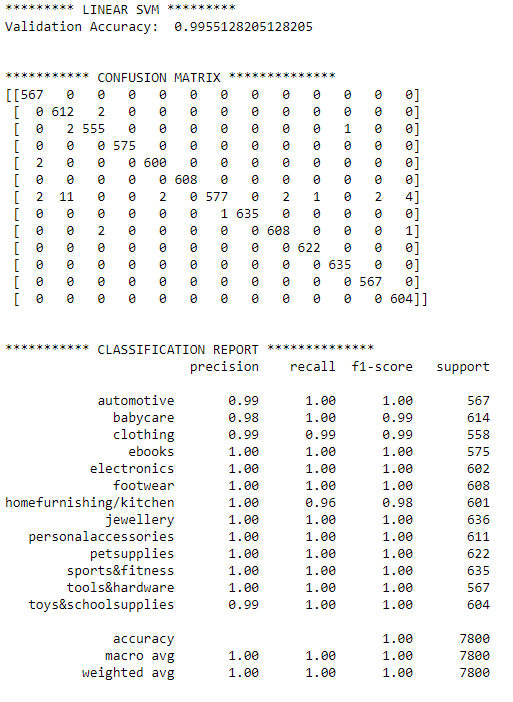 ********* LINEAR SVM *********
Validation Accuracy:  0.9955128205128205
*********** CONFUSION MATRIX **************
[[567   0   0   0   0   0   0   0   0   0   0   0   0]
 [  0 612   2   0   0   0   0   0   0   0   0   0   0]
 [  0   2 555   0   0   0   0   0   0   0   1   0   0]
 [  0   0   0 575   0   0   0   0   0   0   0   0   0]
 [  2   0   0   0 600   0   0   0   0   0   0   0   0]
 [  0   0   0   0   0 608   0   0   0   0   0   0   0]
 [  2  11   0   0   2   0 577   0   2   1   0   2   4]
 [  0   0   0   0   0   0   1 635   0   0   0   0   0]
 [  0   0   2   0   0   0   0   0 608   0   0   0   1]
 [  0   0   0   0   0   0   0   0   0 622   0   0   0]
 [  0   0   0   0   0   0   0   0   0   0 635   0   0]
 [  0   0   0   0   0   0   0   0   0   0   0 567   0]
 [  0   0   0   0   0   0   0   0   0   0   0   0 604]]
*********** CLASSIFICATION REPORT **************
precision    recall  f1-score   support
automotive       0.99      1.00      1.00       567
babycare       0.98      1.00      0.99       614
clothing       0.99      0.99      0.99       558
ebooks       1.00      1.00      1.00       575
electronics       1.00      1.00      1.00       602
footwear       1.00      1.00      1.00       608
homefurnishing/kitchen       1.00      0.96      0.98       601
jewellery       1.00      1.00      1.00       636
personalaccessories       1.00      1.00      1.00       611
petsupplies       1.00      1.00      1.00       622
sports&fitness       1.00      1.00      1.00       635
tools&hardware       1.00      1.00      1.00       567
toys&schoolsupplies       0.99      1.00      1.00       604
accuracy                           1.00      7800
macro avg       1.00      1.00      1.00      7800
weighted avg       1.00      1.00      1.00      7800